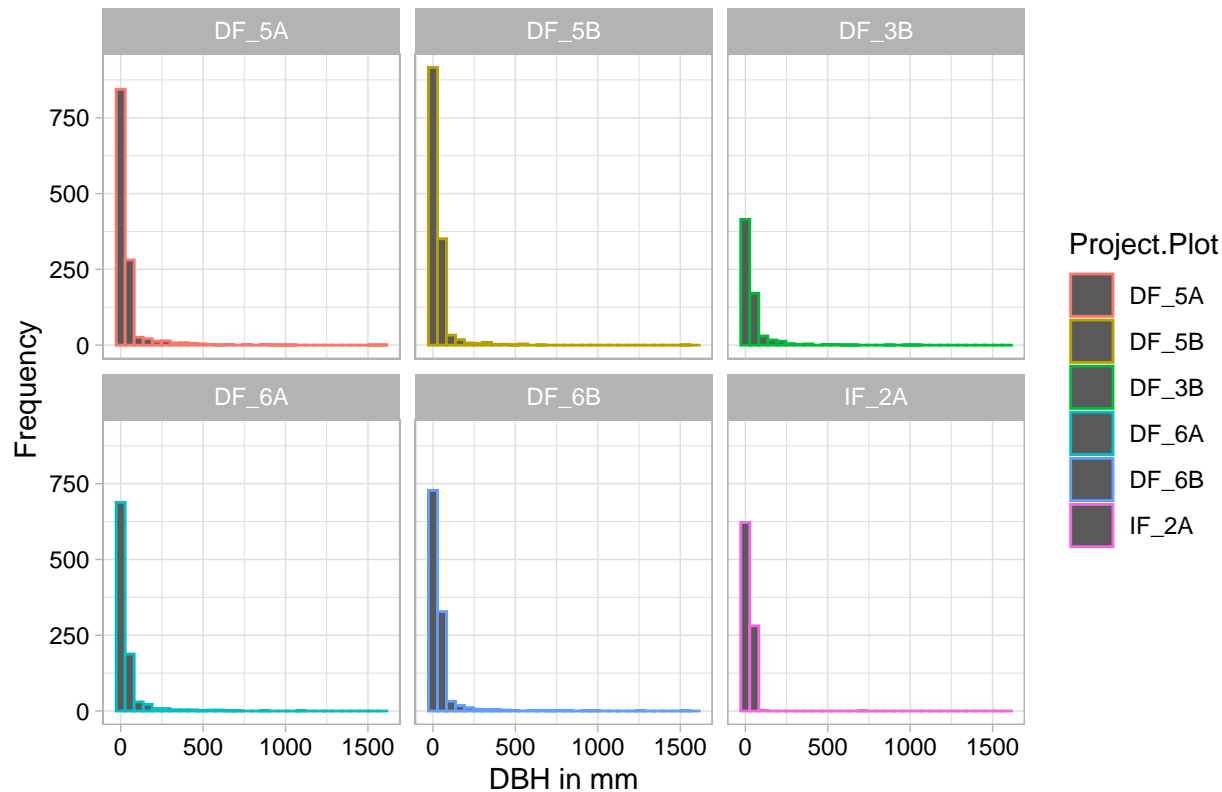 DF_5A DF_5B DF_3B
750
500
250
0
DF_6A DF_6B IF_2A
750
500
250
0
0 500 1000 1500 0 500 1000 1500 0 500 1000 1500
DBH in mm
Frequency
Project.Plot
DF_5A
DF_5B
DF_3B
DF_6A
DF_6B
IF_2A